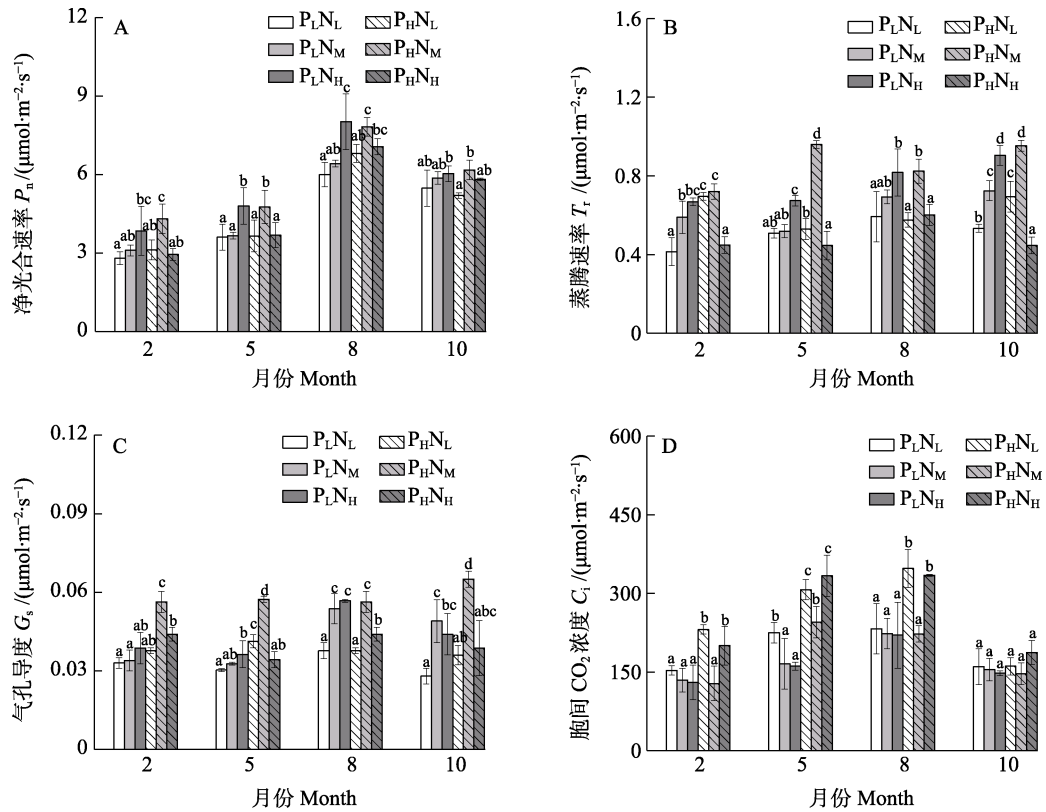 A
12
9
6
3
0
净光合速率 Pn /(μmol·m⁻²·s⁻¹)
PLNL PHNL
PLNM PHNM
PLNH PHNH
a ab bc ab c ab
a a b a b a
a ab c ab c bc
ab ab b a b ab
2 5 8 10
月份 Month
B
1.6
1.2
0.8
0.4
0
蒸腾速率 Tr /(μmol·m⁻²·s⁻¹)
PLNL PHNL
PLNM PHNM
PLNH PHNH
a b bc c c a
ab ab c b d a
a ab b a b a
b c d c d a
2 5 8 10
月份 Month
C
0.12
0.09
0.06
0.03
0
气孔导度 Gs /(μmol·m⁻²·s⁻¹)
PLNL PHNL
PLNM PHNM
PLNH PHNH
a a ab ab c b
a ab b c d ab
a c c a c b
a bc bc ab c abc
2 5 8 10
月份 Month
D
600
450
300
150
0
胞间 CO₂ 浓度 Ci /(μmol·m⁻²·s⁻¹)
PLNL PHNL
PLNM PHNM
PLNH PHNH
a a a b a b
b a a c b c
a a a b a b
a a a a a a
2 5 8 10
月份 Month